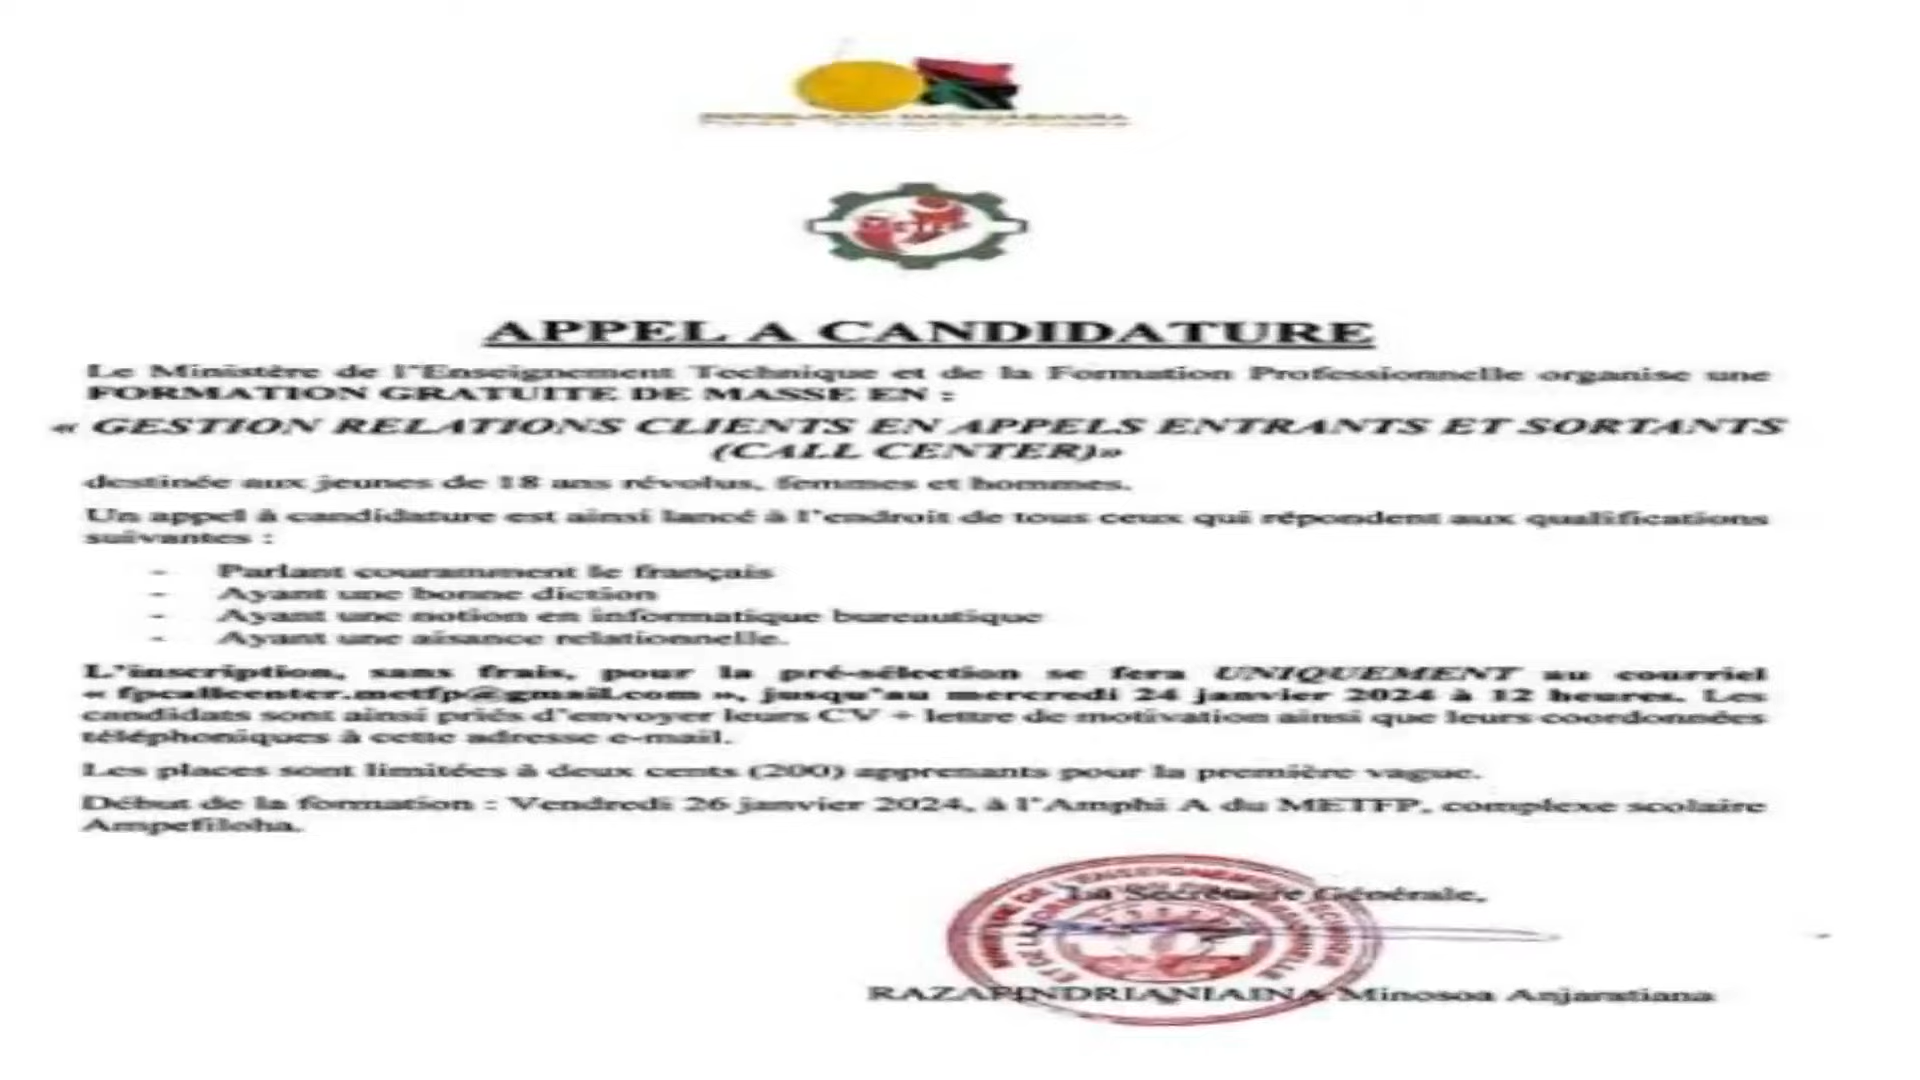 APPEL A CANDIDATURE
Le Ministère de l'Enseignement Technique et de la Formation Professionnelle organise une
FORMATION GRATUITE DE MASSE EN :
« GESTION RELATIONS CLIENTS EN APPELS ENTRANTS ET SORTANTS
(CALL CENTER)»
destinée aux jeunes de 18 ans révolus, femmes et hommes.
Un appel à candidature est ainsi lancé à l'endroit de tous ceux qui répondent aux qualifications
suivantes :
- Parlant couramment le français
- Ayant une bonne diction
- Ayant une notion en informatique bureautique
- Ayant une aisance relationnelle.
L'inscription, sans frais, pour la pré-sélection se fera UNIQUEMENT au courriel
« fpcallcenter.metfp@gmail.com », jusqu'au mercredi 24 janvier 2024 à 12 heures. Les
candidats sont ainsi priés d'envoyer leurs CV + lettre de motivation ainsi que leurs coordonnées
téléphoniques à cette adresse e-mail.
Les places sont limitées à deux cents (200) apprenants pour la première vague.
Début de la formation : Vendredi 26 janvier 2024, à l'Amphi A du METFP, complexe scolaire
Ampefiloha.
La Secrétaire Générale,
RAZAFINDRIANIAINA Minosoa Anjaratiana